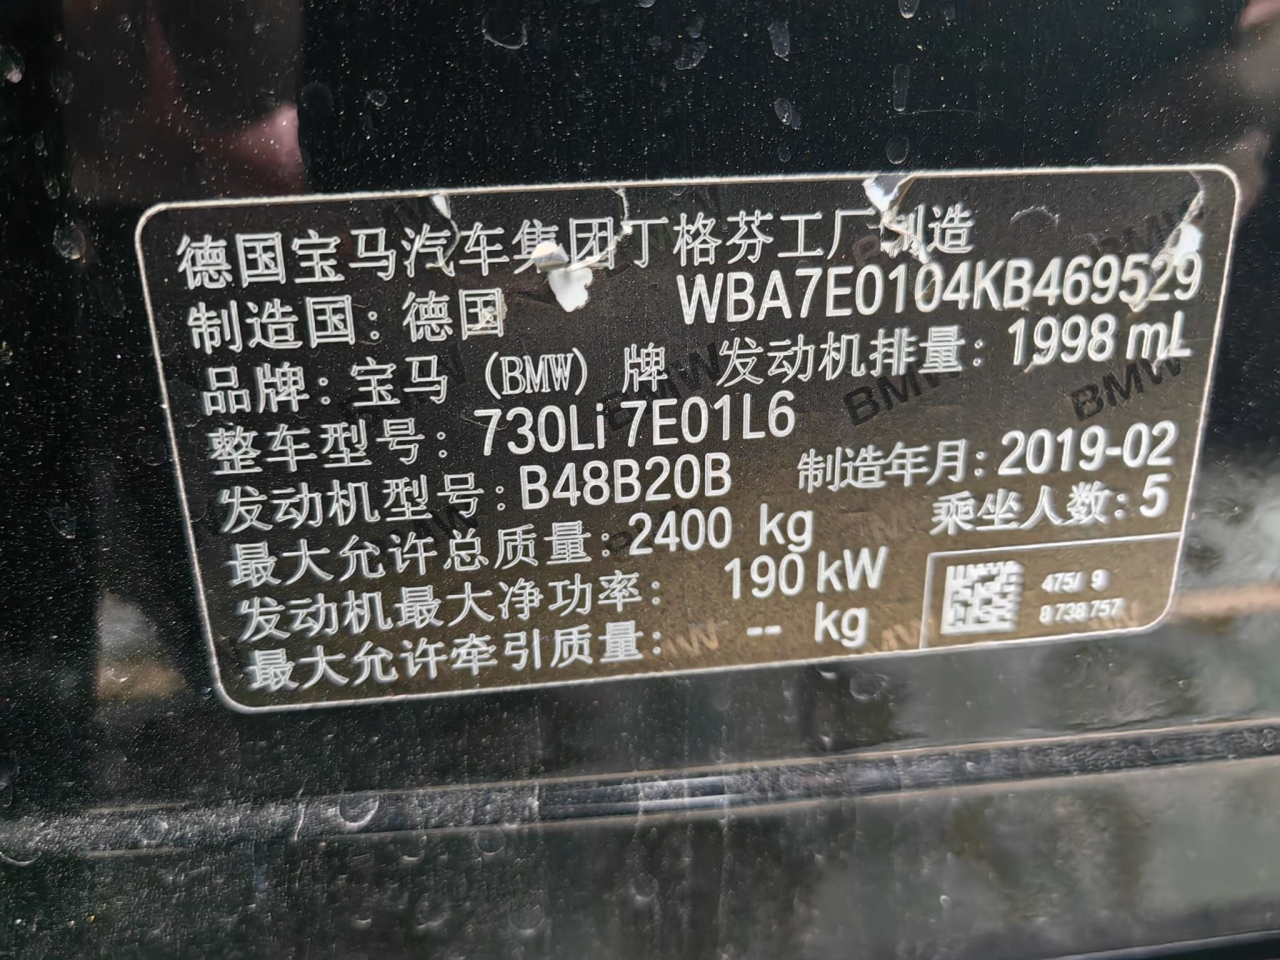 德国宝马汽车集团丁格芬工厂制造
制造国：德国 WBA7E0104KB469529
品牌：宝马 (BMW) 牌 发动机排量：1998 mL
整车型号：730Li 7E01L6
发动机型号：B48B20B 制造年月：2019-02
最大允许总质量：2400 kg 乘坐人数：5
发动机最大净功率： 190 kW
最大允许牵引质量： -- kg
475/ 9
8 738 757
BMW BMW BMW BMW